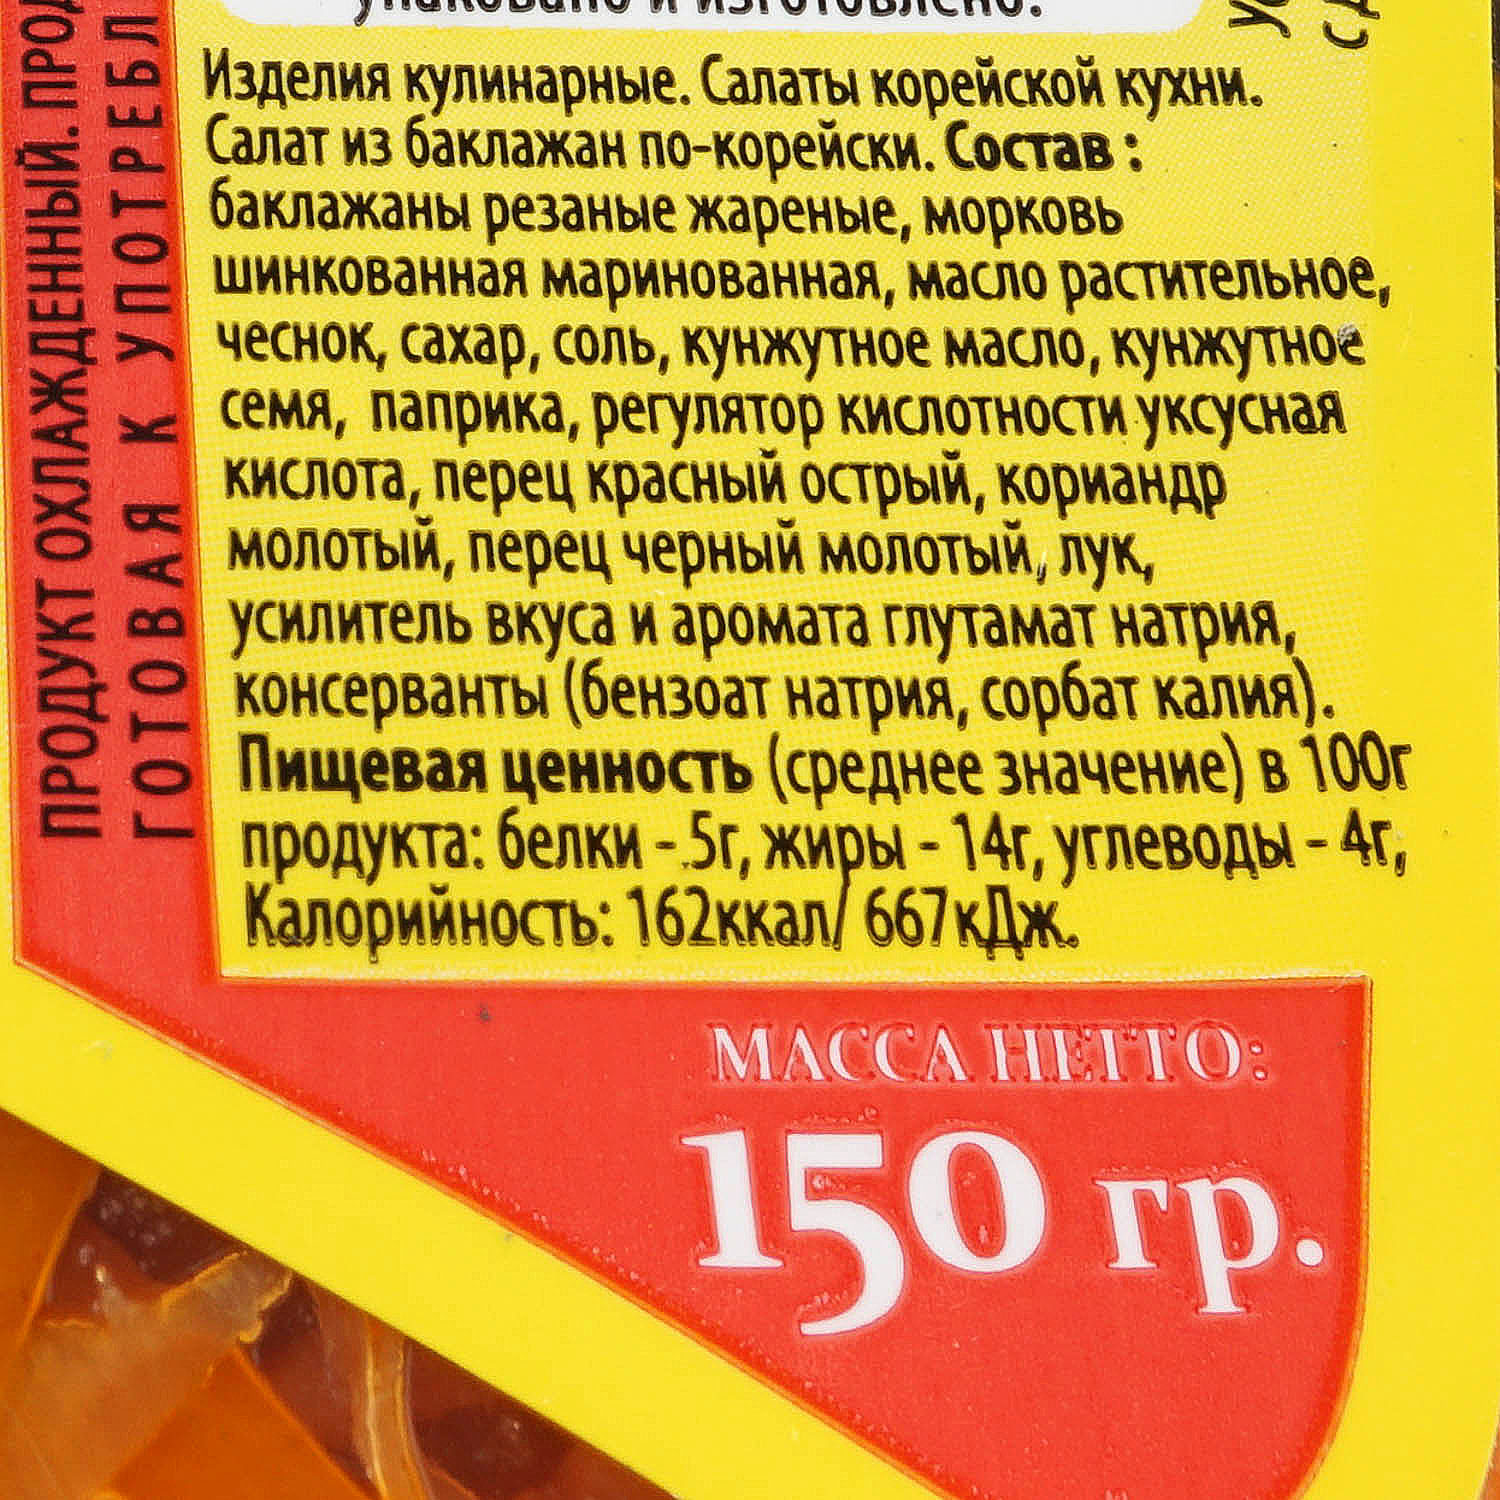 упаковано и изготовлено:
Изделия кулинарные. Салаты корейской кухни.
Салат из баклажан по-корейски. Состав :
баклажаны резаные жареные, морковь
шинкованная маринованная, масло растительное,
чеснок, сахар, соль, кунжутное масло, кунжутное
семя, паприка, регулятор кислотности уксусная
кислота, перец красный острый, кориандр
молотый, перец черный молотый, лук,
усилитель вкуса и аромата глутамат натрия,
консерванты (бензоат натрия, сорбат калия).
Пищевая ценность (среднее значение) в 100г
продукта: белки - 5г, жиры - 14г, углеводы - 4г,
Калорийность: 162ккал/ 667кДж.
МАССА НЕТТО:
150 гр.
ПРОДУКТ ОХЛАЖДЕННЫЙ. ПРОД
ГОТОВАЯ К УПОТРЕБЛ